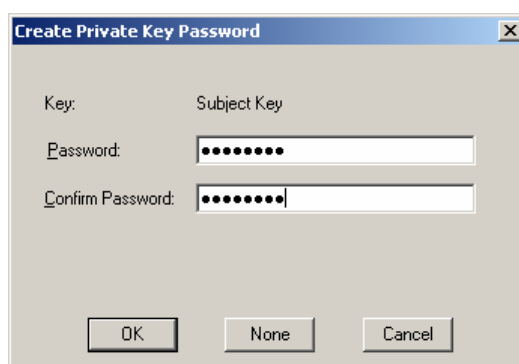 Create Private Key Password
Key: Subject Key
Password: ●●●●●●●●
Confirm Password: ●●●●●●●●
OK None Cancel